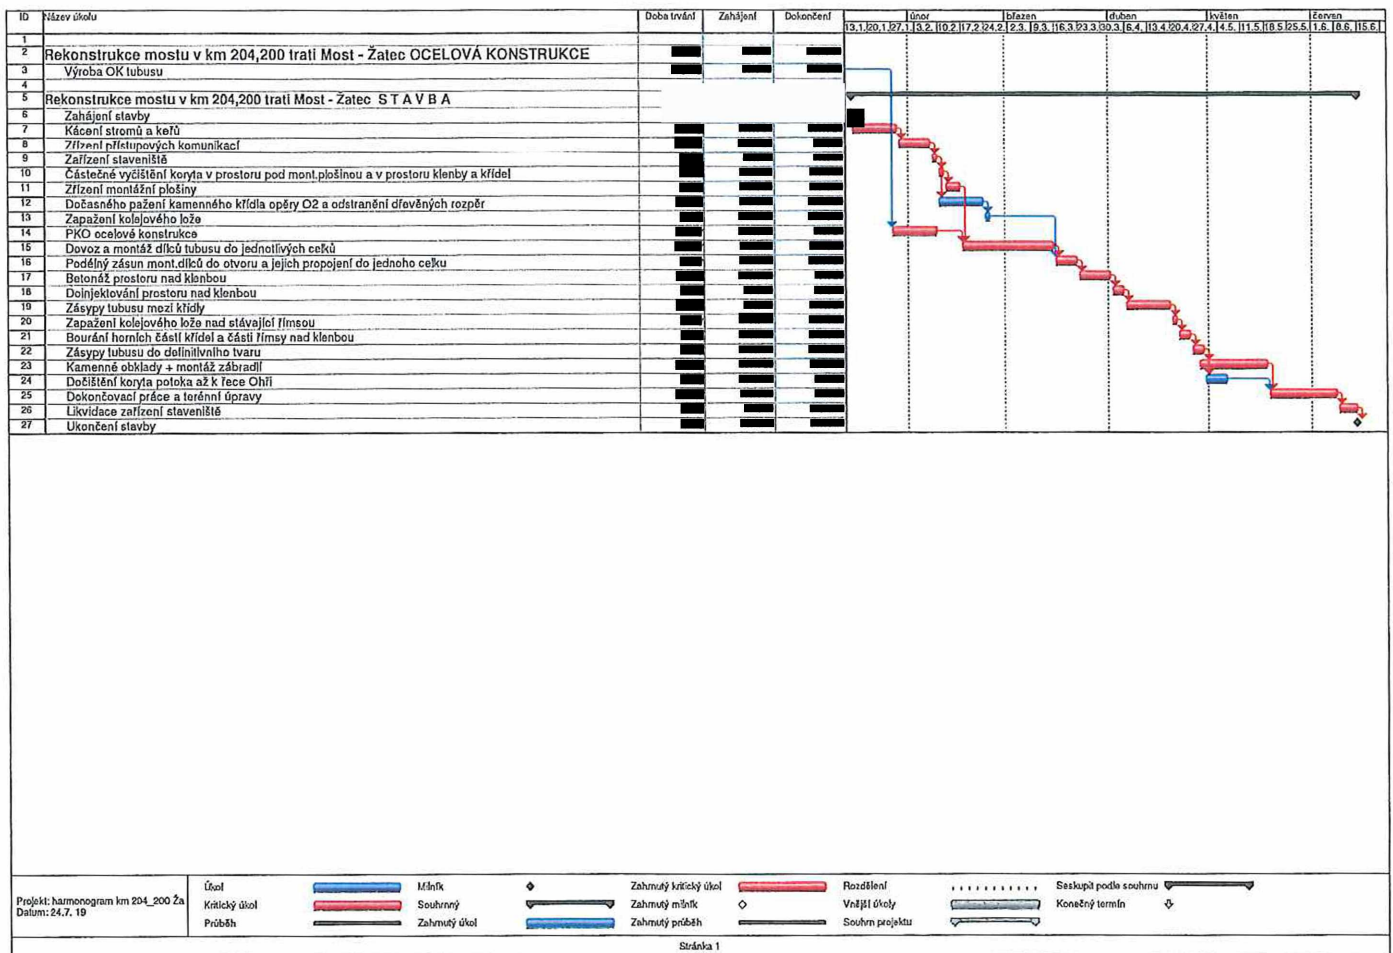 ID Název úkolu Doba trvání Zahájení Dokončení únor březen duben květen červen
13.1. 20.1. 27.1. 3.2. 10.2. 17.2. 24.2. 2.3. 9.3. 16.3. 23.3. 30.3. 6.4. 13.4. 20.4. 27.4. 4.5. 11.5. 18.5. 25.5. 1.6. 8.6. 15.6.
1
2 Rekonstrukce mostu v km 204,200 trati Most - Žatec OCELOVÁ KONSTRUKCE
3 Výroba OK tubusu
4
5 Rekonstrukce mostu v km 204,200 trati Most - Žatec S T A V B A
6 Zahájení stavby
7 Kácení stromů a keřů
8 Zřízení přístupových komunikací
9 Zařízení staveniště
10 Částečné vyčištění koryta v prostoru pod mont.plošinou a v prostoru klenby a křídel
11 Zřízení montážní plošiny
12 Dočasného pažení kamenného křídla opěry O2 a odstranění dřevěných rozpěr
13 Zapažení kolejového lože
14 PKO ocelové konstrukce
15 Dovoz a montáž dílců tubusu do jednotlivých celků
16 Podélný zásun mont.dílců do otvoru a jejich propojení do jednoho celku
17 Betonáž prostoru nad klenbou
18 Doinjektování prostoru nad klenbou
19 Zásypy tubusu mezi křídly
20 Zapažení kolejového lože nad stávající římsou
21 Bourání horních částí křídel a části římsy nad klenbou
22 Zásypy tubusu do definitivního tvaru
23 Kamenné obklady + montáž zábradlí
24 Dočištění koryta potoka až k řece Ohři
25 Dokončovací práce a terénní úpravy
26 Likvidace zařízení staveniště
27 Ukončení stavby
Projekt: harmonogram km 204_200 Ža
Datum: 24.7. 19
Úkol Milník Zahrnutý kritický úkol Rozdělení Seskupit podle souhrnu
Kritický úkol Souhrnný Zahrnutý milník Vnější úkoly Konečný termín
Průběh Zahrnutý úkol Zahrnutý průběh Souhrn projektu
Stránka 1